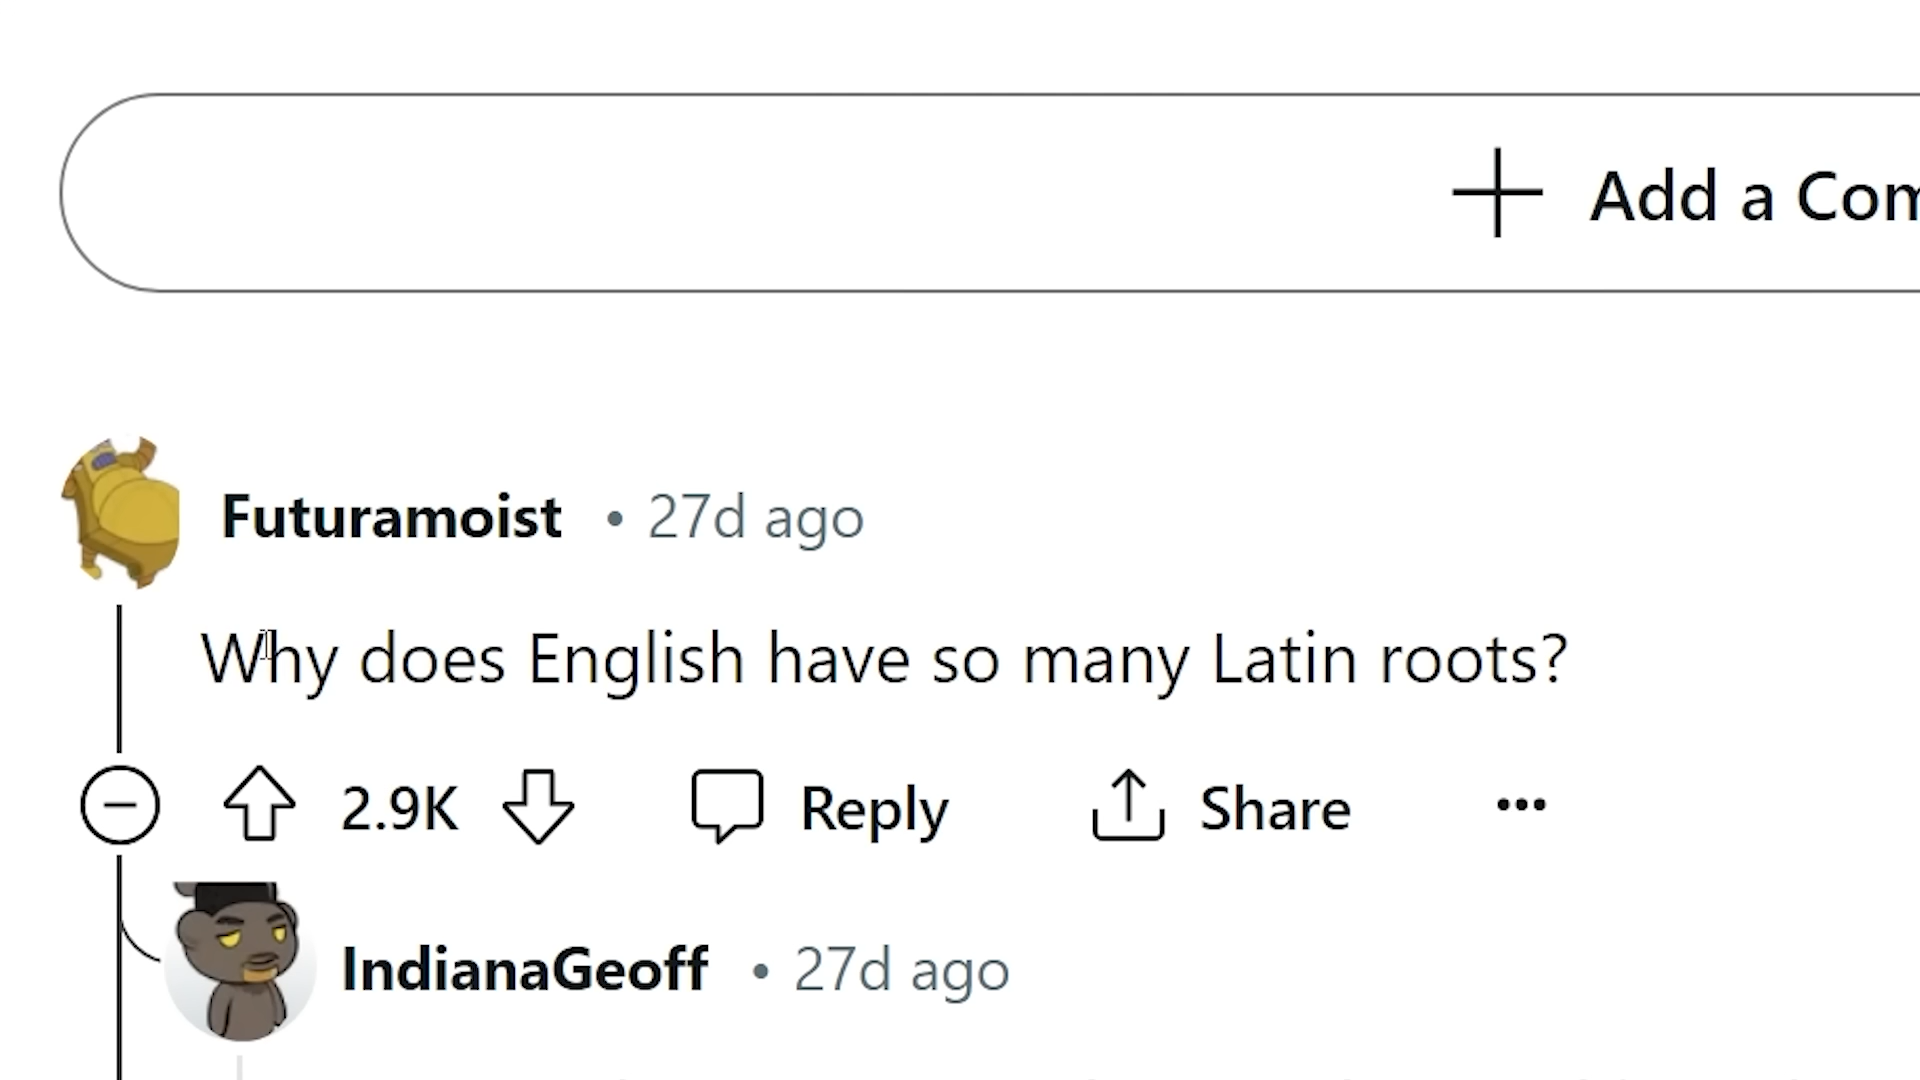 Add a Com
Futuramoist • 27d ago
Why does English have so many Latin roots?
2.9K Reply Share
IndianaGeoff • 27d ago